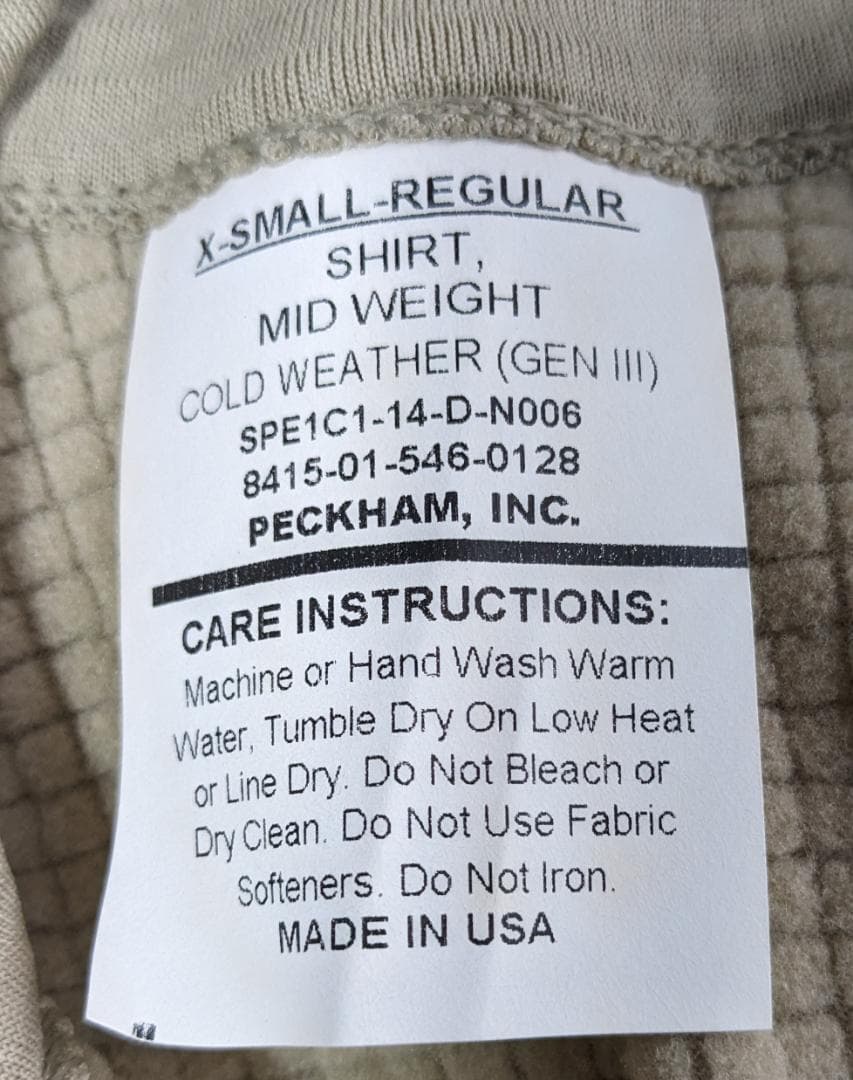 X-SMALL-REGULAR
SHIRT,
MID WEIGHT
COLD WEATHER (GEN III)
SPE1C1-14-D-N006
8415-01-546-0128
PECKHAM, INC.
CARE INSTRUCTIONS:
Machine or Hand Wash Warm
Water, Tumble Dry On Low Heat
or Line Dry. Do Not Bleach or
Dry Clean. Do Not Use Fabric
Softeners. Do Not Iron.
MADE IN USA